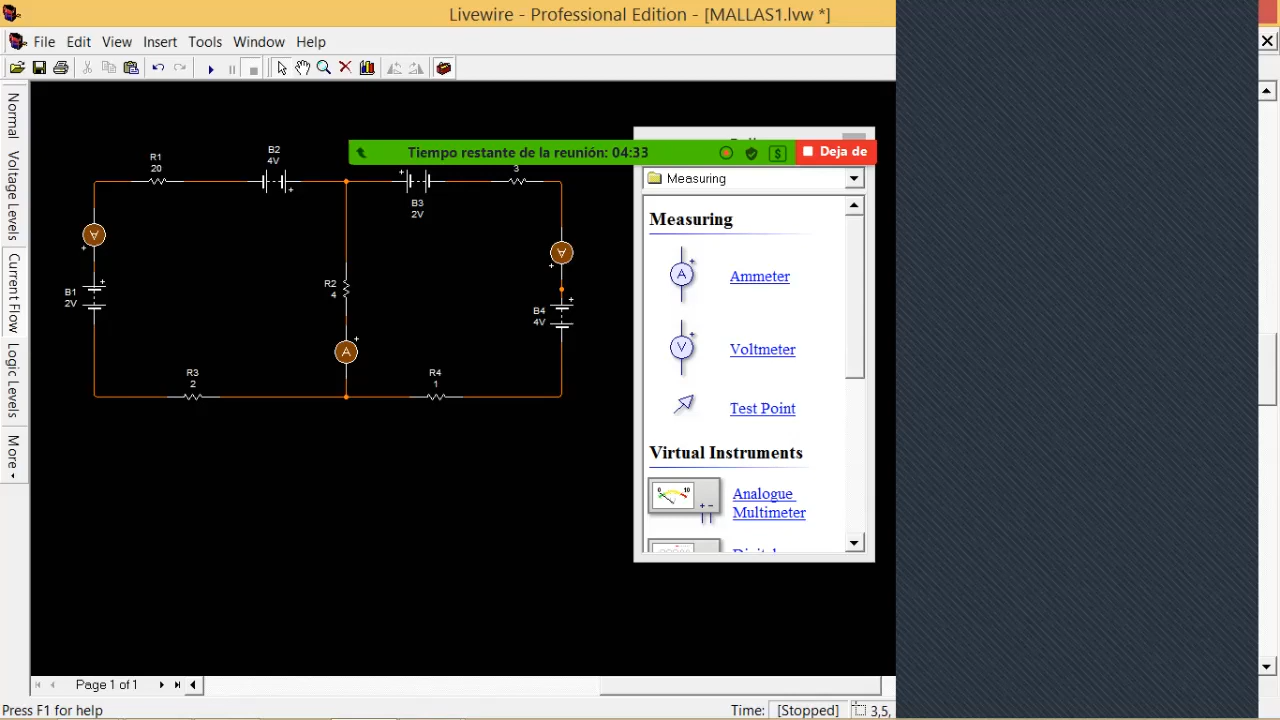 Livewire - Professional Edition - [MALLAS1.lvw *]
File Edit View Insert Tools Window Help
Normal
Voltage Levels
Current Flow
Logic Levels
More
R1
20
B2
4V
B3
2V
3
B1
2V
R2
4
B4
4V
R3
2
R4
1
A
A
A
Tiempo restante de la reunión: 04:33
$
Deja de
Measuring
Measuring
A
Ammeter
V
Voltmeter
Test Point
Virtual Instruments
0 10
Analogue
Multimeter
Page 1 of 1
Press F1 for help
Time: [Stopped] 3,5,